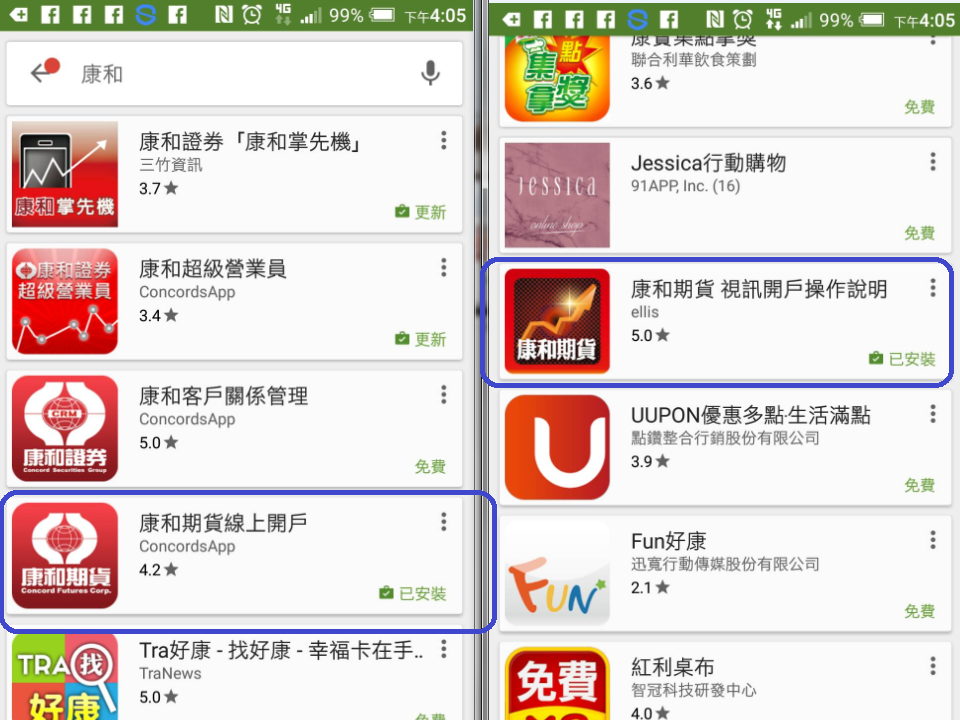 4G 99% 下午4:05
康和
康和掌先機
康和證券「康和掌先機」
三竹資訊
3.7★
更新
康和證券
超級營業員
康和超級營業員
ConcordsApp
3.4★
更新
CRM
康和證券
Concord Securities Group
康和客戶關係管理
ConcordsApp
5.0★
免費
康和期貨
Concord Futures Corp.
康和期貨線上開戶
ConcordsApp
4.2★
已安裝
TRA找
好康
Tra好康 - 找好康 - 幸福卡在手..
TraNews
5.0★
免費
4G 99% 下午4:05
點
集
拿獎
康寶集點拿獎
聯合利華飲食策劃
3.6★
免費
Jessica
online shop
Jessica行動購物
91APP, Inc. (16)
免費
康和期貨
康和期貨 視訊開戶操作說明
ellis
5.0★
已安裝
U
UUPON優惠多點‧生活滿點
點鑽整合行銷股份有限公司
3.9★
免費
FUN
Fun好康
迅寬行動傳媒股份有限公司
2.1★
免費
免費
紅利桌布
智冠科技研發中心
4.0★